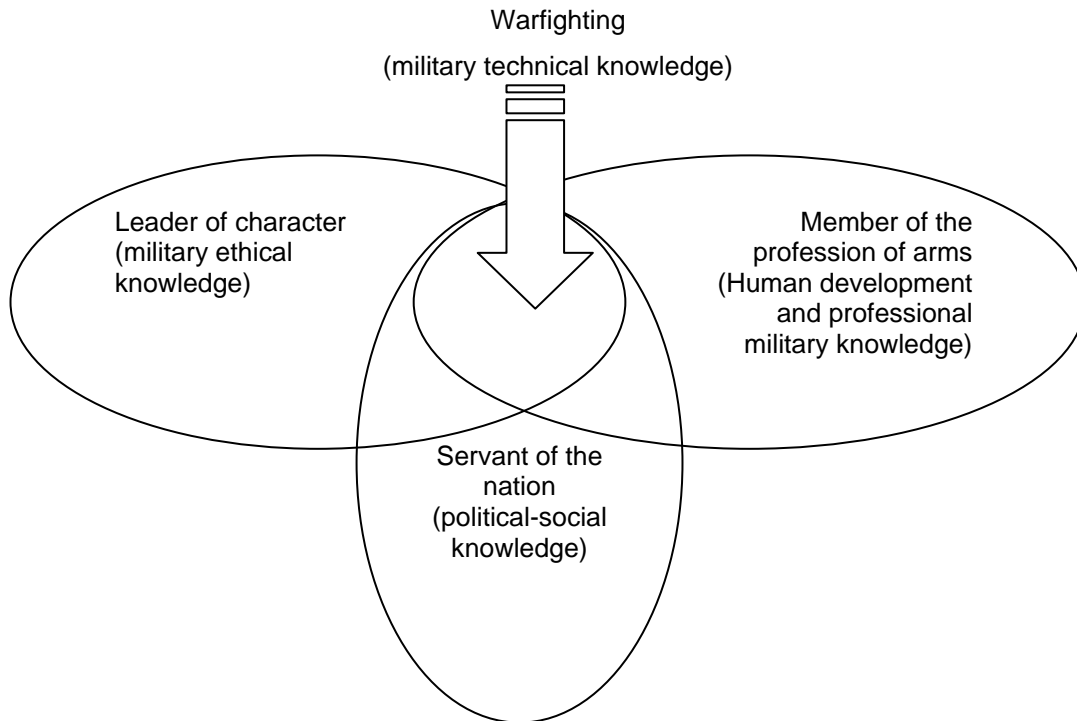 Warfighting
(military technical knowledge)
Leader of character
(military ethical
knowledge)
Member of the
profession of arms
(Human development
and professional
military knowledge)
Servant of the
nation
(political-social
knowledge)